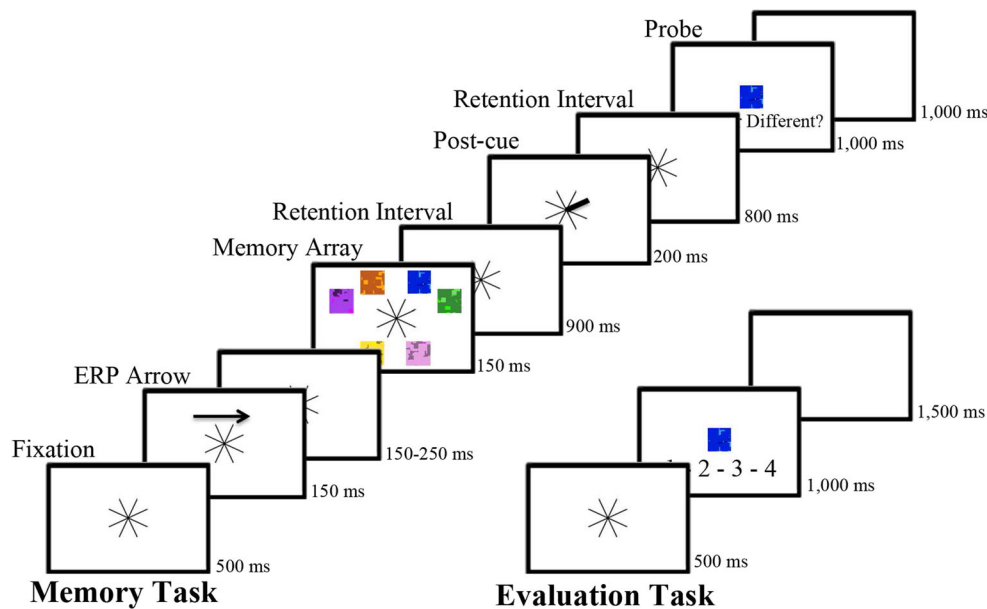 Probe
1,000 ms
Different?
1,000 ms
Retention Interval
800 ms
Post-cue
200 ms
Retention Interval
900 ms
Memory Array
150 ms
ERP Arrow
150-250 ms
150 ms
Fixation
500 ms
Memory Task
1,500 ms
- 2 - 3 - 4
1,000 ms
500 ms
Evaluation Task